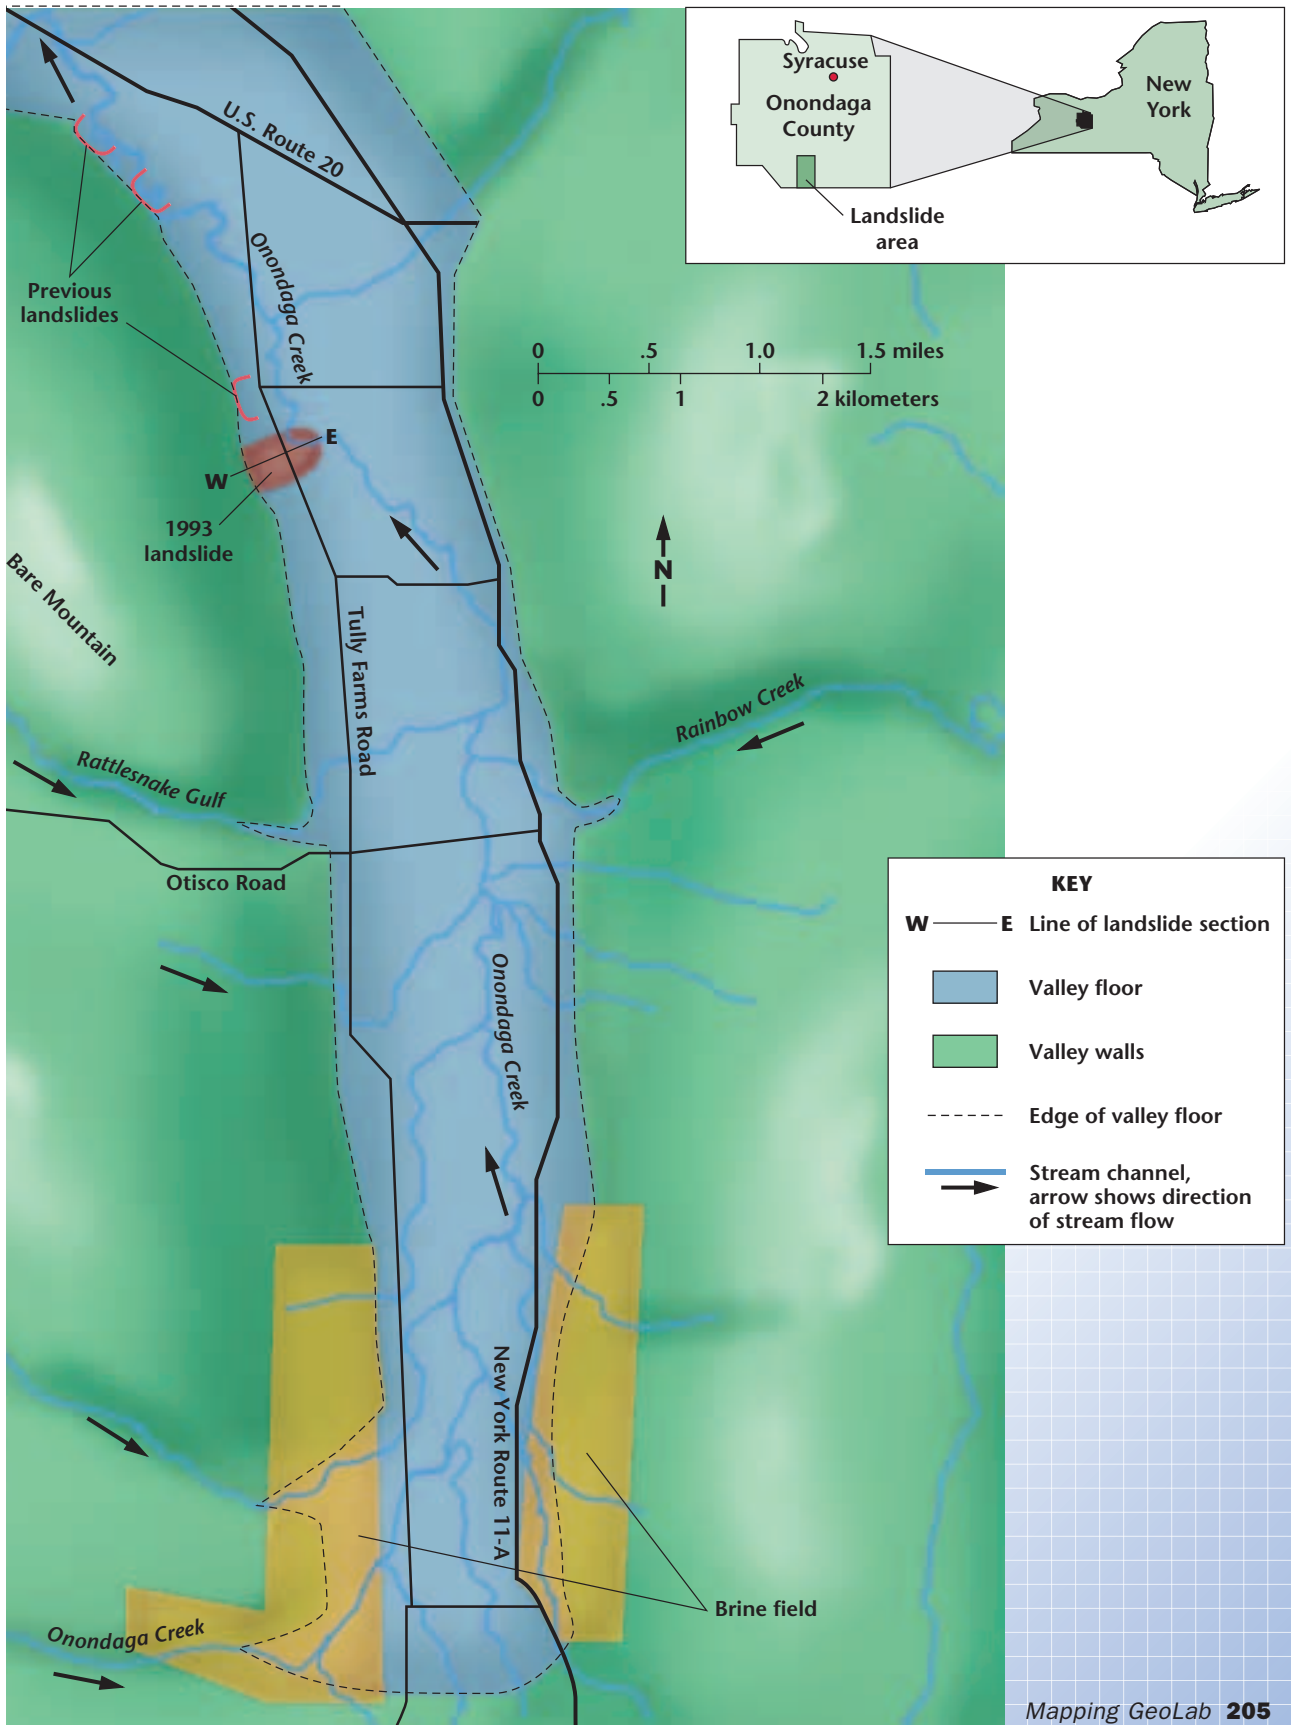 Syracuse
Onondaga
County
New
York
Landslide
area
U.S. Route 20
Onondaga Creek
Previous
landslides
0 .5 1.0 1.5 miles
0 .5 1 2 kilometers
E
W
1993
landslide
N
Bare Mountain
Tully Farms Road
Rainbow Creek
Rattlesnake Gulf
Otisco Road
KEY
W E Line of landslide section
Valley floor
Valley walls
Edge of valley floor
Stream channel,
arrow shows direction
of stream flow
Onondaga Creek
New York Route 11-A
Brine field
Onondaga Creek
Mapping GeoLab 205